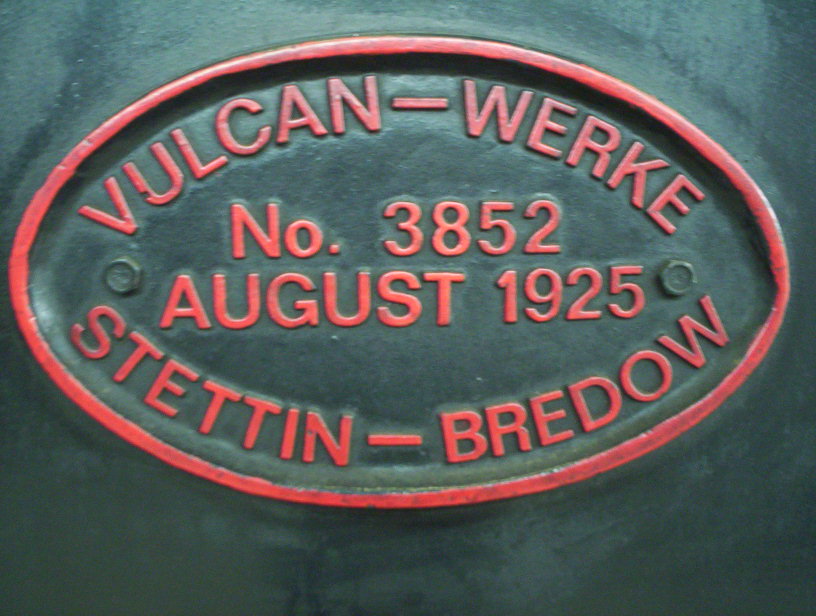 VULCAN-WERKE
No. 3852
AUGUST 1925
STETTIN-BREDOW